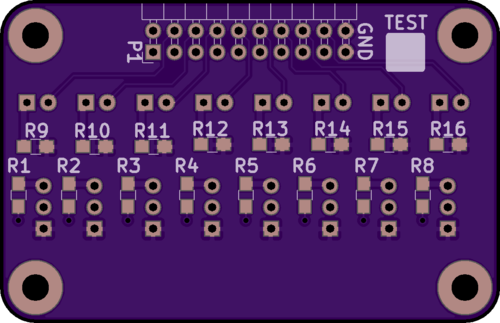 TEST
P1
GND
R9 R10 R11 R12 R13 R14 R15 R16
R1 R2 R3 R4 R5 R6 R7 R8